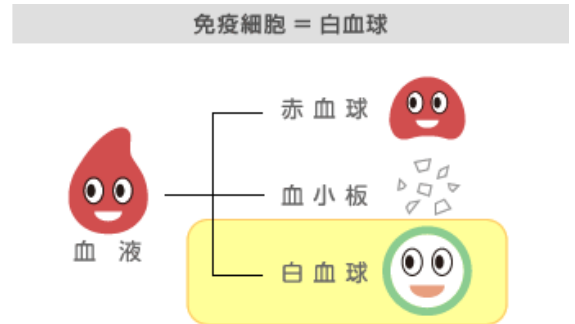 免疫細胞 = 白血球
赤血球
血小板
血液
白血球